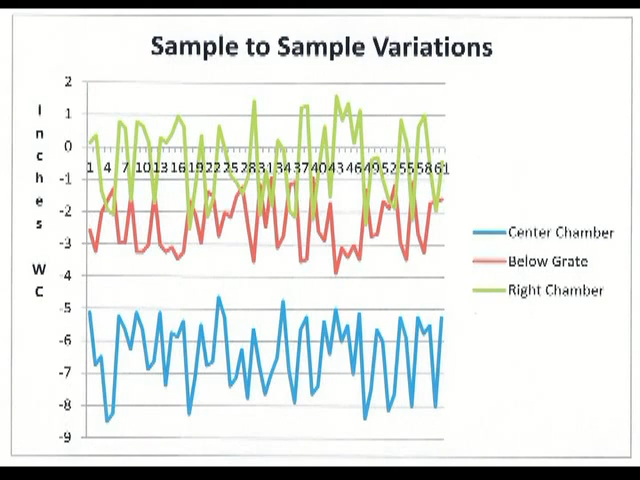 Sample to Sample Variations
Inches WC
2
1
0
-1
-2
-3
-4
-5
-6
-7
-8
-9
1 4 7 10 13 16 19 22 25 28 31 34 37 40 43 46 49 52 55 58 61
Center Chamber
Below Grate
Right Chamber